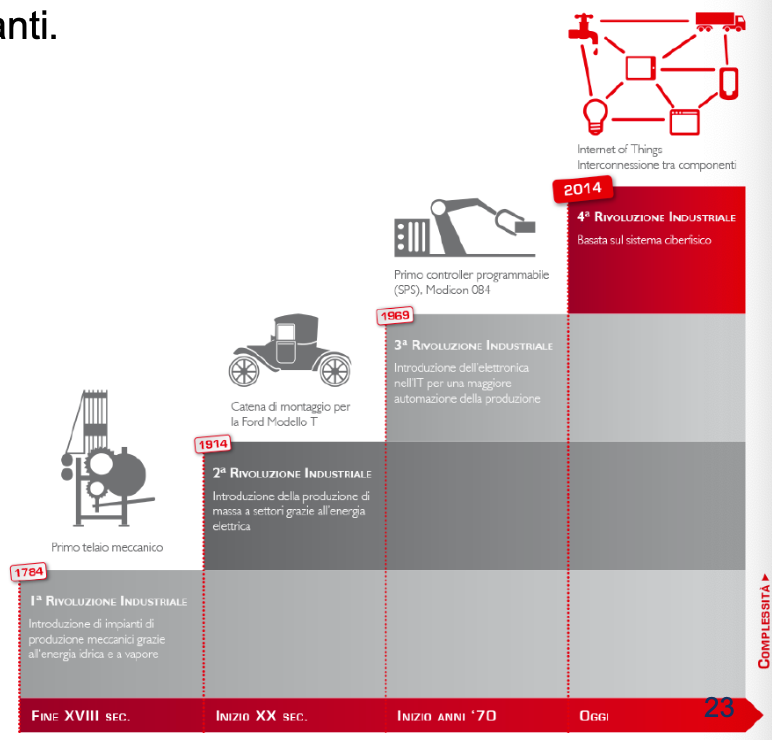 anti.
Internet of Things
Interconnessione tra componenti
2014
4ª Rivoluzione Industriale
Basata sul sistema ciberfisico
Primo controller programmabile
(SPS), Modicon 084
1969
3ª Rivoluzione Industriale
Introduzione dell'elettronica
nell'IT per una maggiore
automazione della produzione
Catena di montaggio per
la Ford Modello T
1914
2ª Rivoluzione Industriale
Introduzione della produzione di
massa a settori grazie all'energia
elettrica
Primo telaio meccanico
1784
1ª Rivoluzione Industriale
Introduzione di impianti di
produzione meccanici grazie
all'energia idrica e a vapore
Complessità ►
Fine XVIII sec.
Inizio XX sec.
Inizio anni '70
Oggi
23